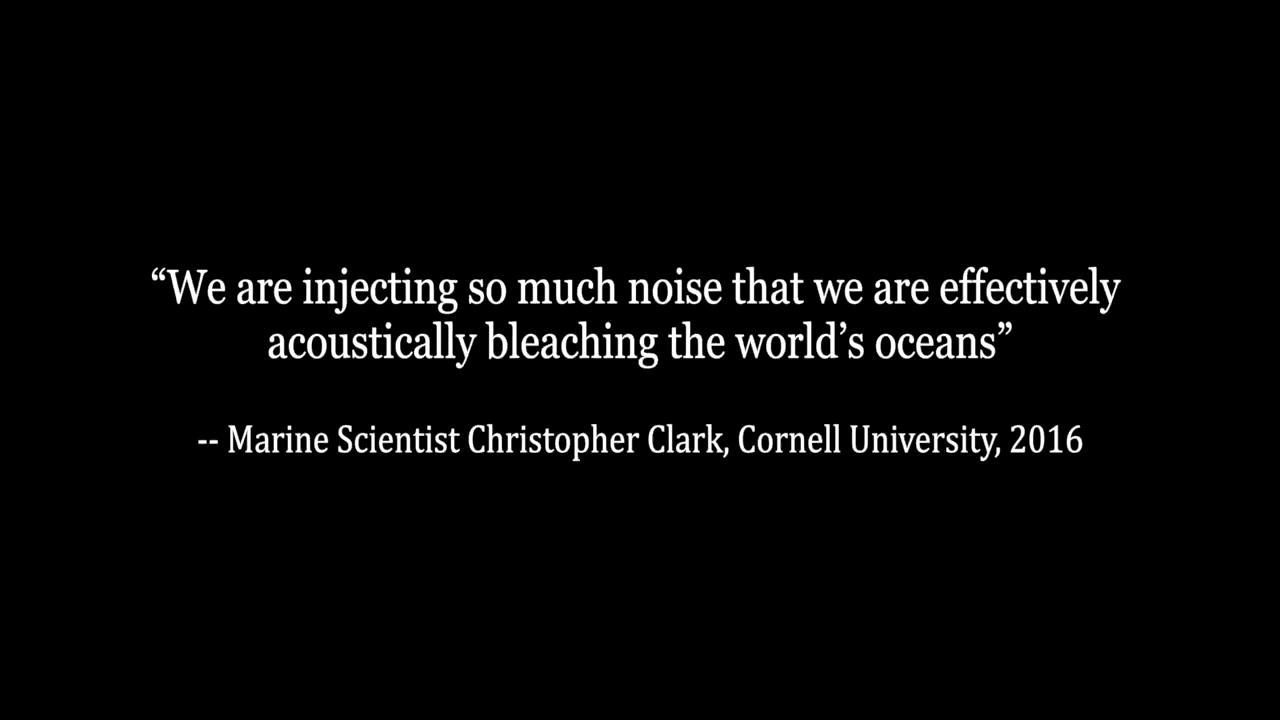 “We are injecting so much noise that we are effectively
acoustically bleaching the world’s oceans”
-- Marine Scientist Christopher Clark, Cornell University, 2016